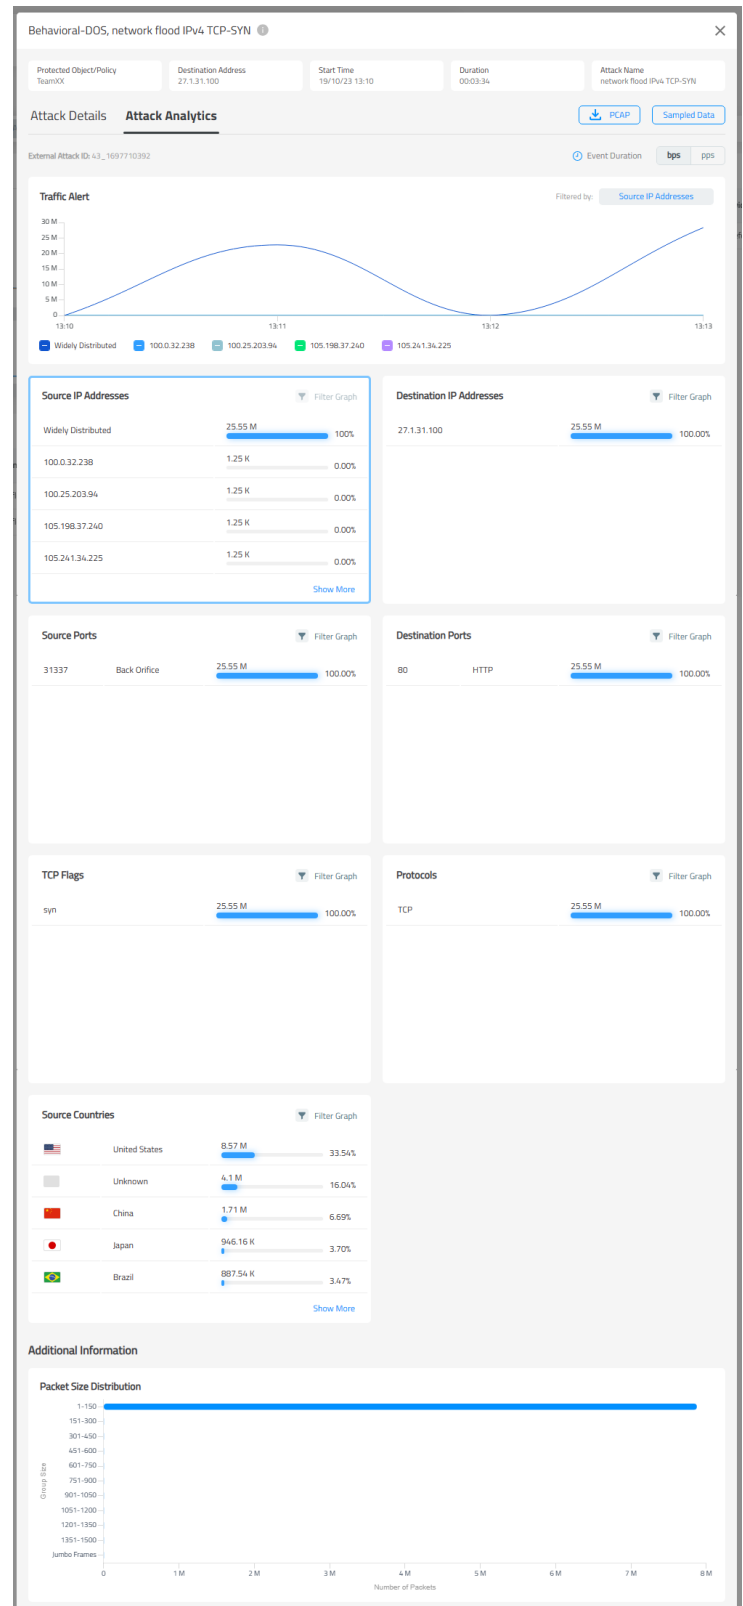 Behavioral-DOS, network flood IPv4 TCP-SYN
Protected Object/Policy Destination Address Start Time Duration Attack Name
TeamXX 27.1.31.100 19/10/23 13:10 00:03:34 network flood IPv4 TCP-SYN
Attack Details Attack Analytics PCAP Sampled Data
External Attack ID: 43_1697710392 Event Duration bps pps
Traffic Alert Filtered by: Source IP Addresses
30 M
25 M
20 M
15 M
10 M
5 M
0
13:10 13:11 13:12 13:13
Widely Distributed 100.0.32.238 100.25.203.94 105.198.37.240 105.241.34.225
Source IP Addresses Filter Graph
Widely Distributed 25.55 M 100%
100.0.32.238 1.25 K 0.00%
100.25.203.94 1.25 K 0.00%
105.198.37.240 1.25 K 0.00%
105.241.34.225 1.25 K 0.00%
Show More
Destination IP Addresses Filter Graph
27.1.31.100 25.55 M 100.00%
Source Ports Filter Graph
31337 Back Orifice 25.55 M 100.00%
Destination Ports Filter Graph
80 HTTP 25.55 M 100.00%
TCP Flags Filter Graph
syn 25.55 M 100.00%
Protocols Filter Graph
TCP 25.55 M 100.00%
Source Countries Filter Graph
United States 8.57 M 33.54%
Unknown 4.1 M 16.04%
China 1.71 M 6.69%
Japan 946.16 K 3.70%
Brazil 887.54 K 3.47%
Show More
Additional Information
Packet Size Distribution
Group Size
1-150
151-300
301-450
451-600
601-750
751-900
901-1050
1051-1200
1201-1350
1351-1500
Jumbo Frames
0 1 M 2 M 3 M 4 M 5 M 6 M 7 M 8 M
Number of Packets